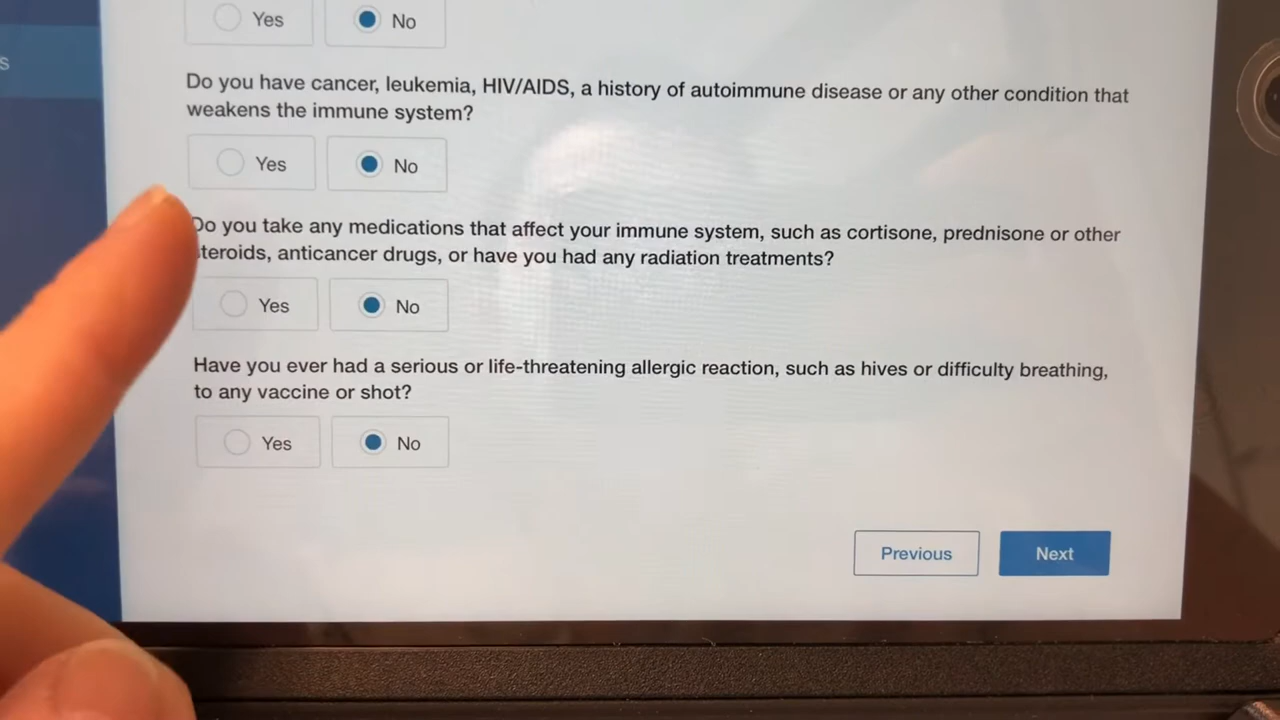 s
Yes No
Do you have cancer, leukemia, HIV/AIDS, a history of autoimmune disease or any other condition that
weakens the immune system?
Yes No
Do you take any medications that affect your immune system, such as cortisone, prednisone or other
steroids, anticancer drugs, or have you had any radiation treatments?
Yes No
Have you ever had a serious or life-threatening allergic reaction, such as hives or difficulty breathing,
to any vaccine or shot?
Yes No
Previous Next